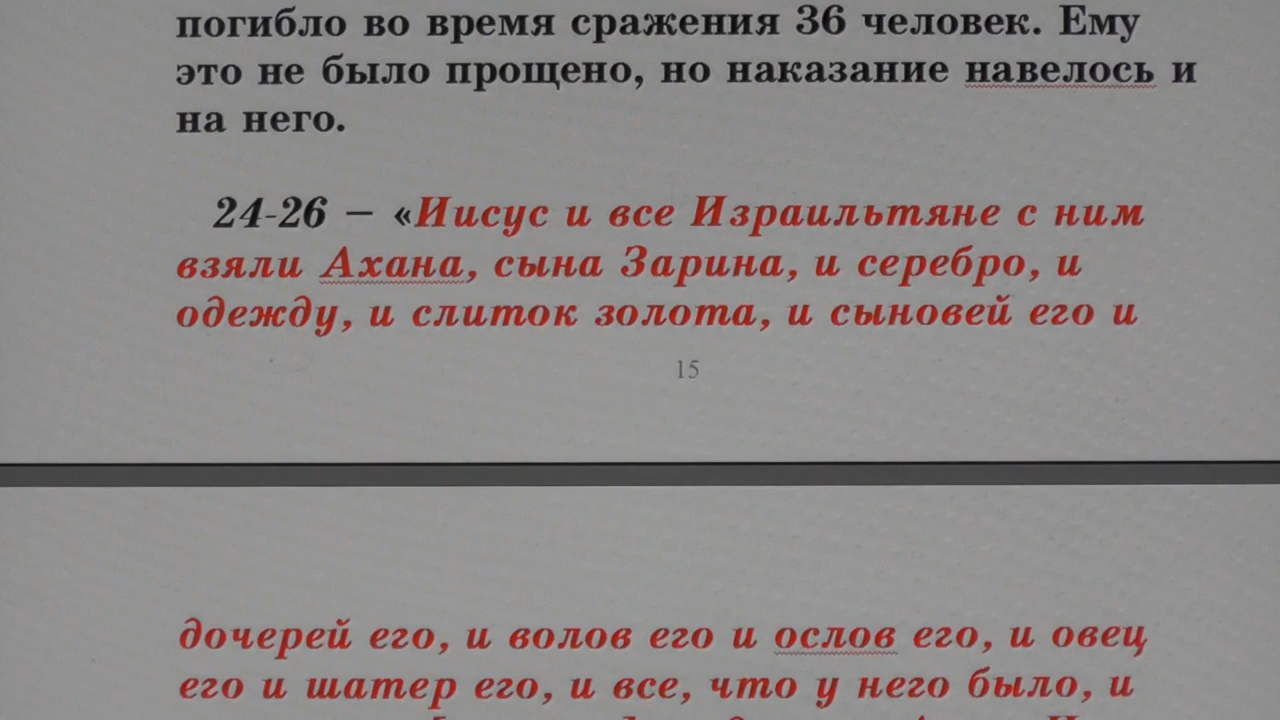 погибло во время сражения 36 человек. Ему
это не было прощено, но наказание навелось и
на него.
24-26 – «Иисус и все Израильтяне с ним
взяли Ахана, сына Зарина, и серебро, и
одежду, и слиток золота, и сыновей его и
15
дочерей его, и волов его и ослов его, и овец
его и шатер его, и все, что у него было, и